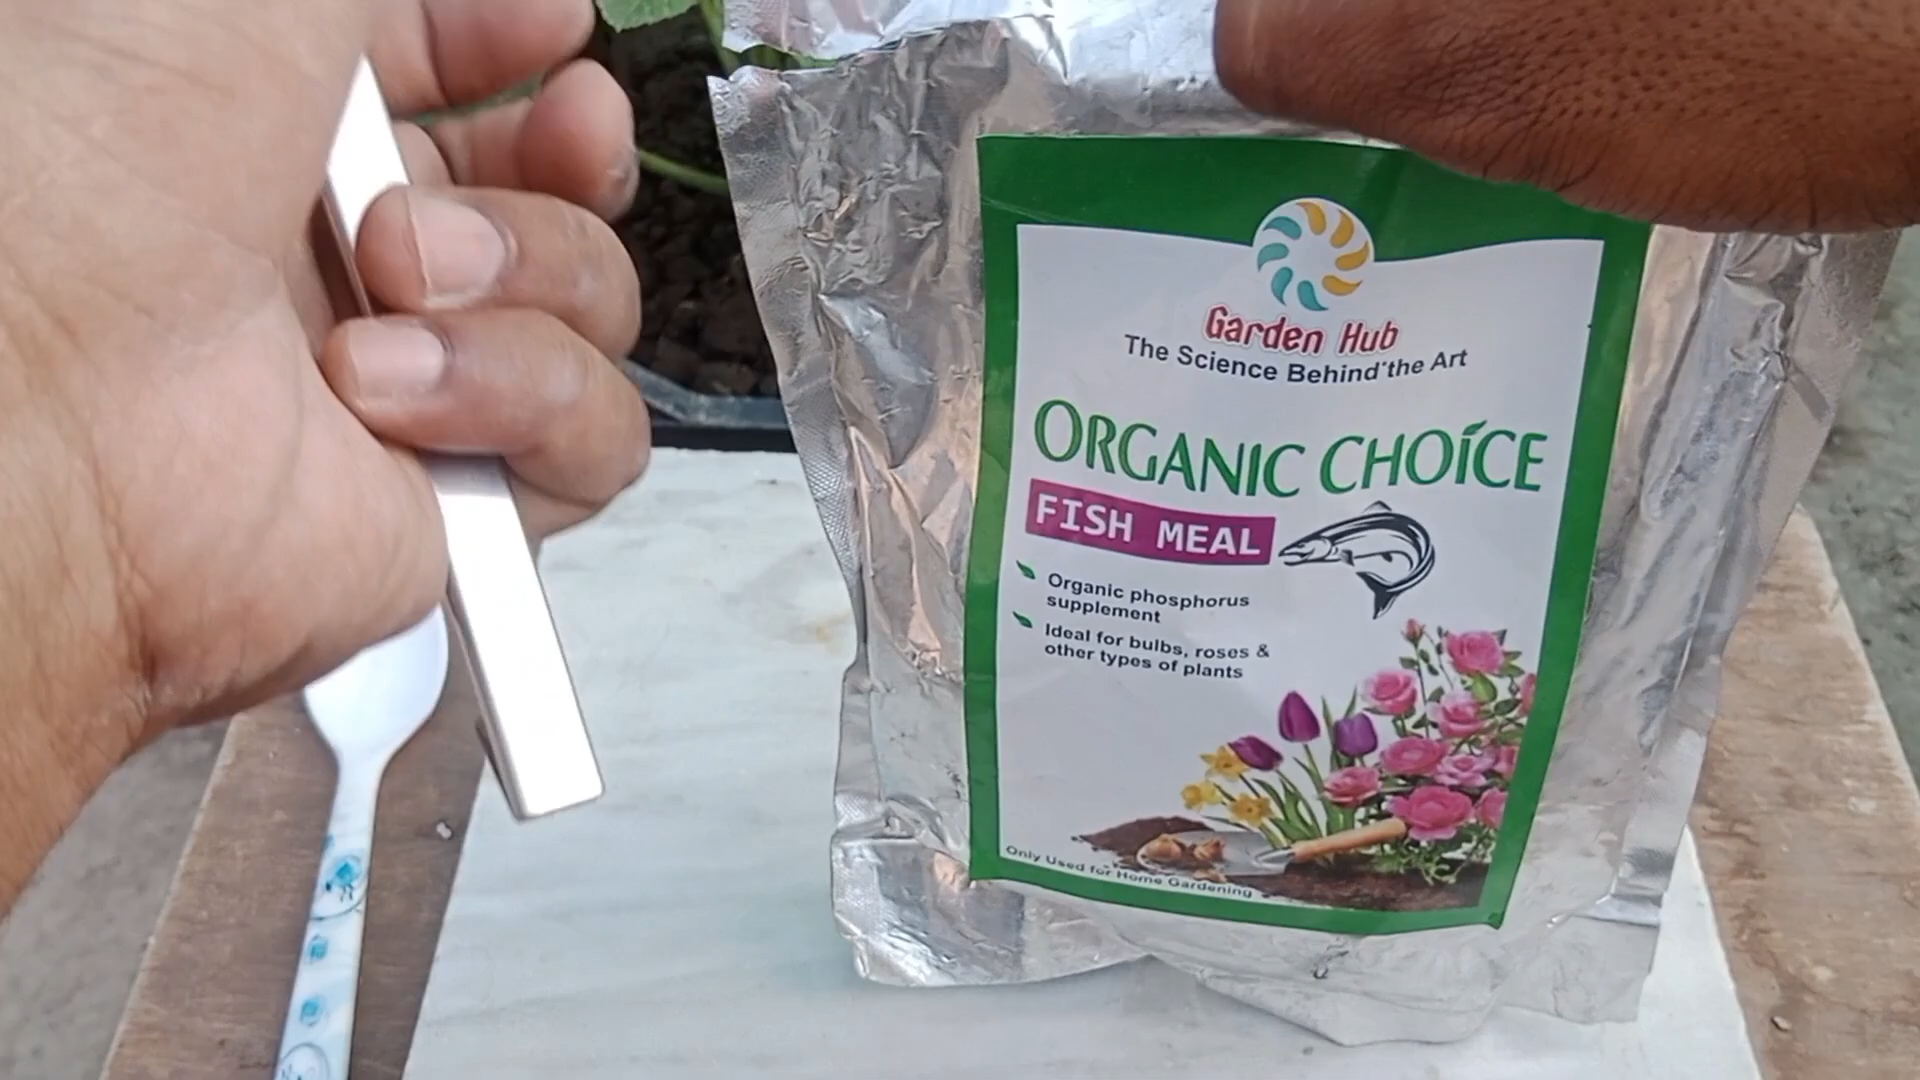 Garden Hub
The Science Behind the Art
ORGANIC CHOICE
FISH MEAL
Organic phosphorus
supplement
Ideal for bulbs, roses &
other types of plants
Only Used for Home Gardening